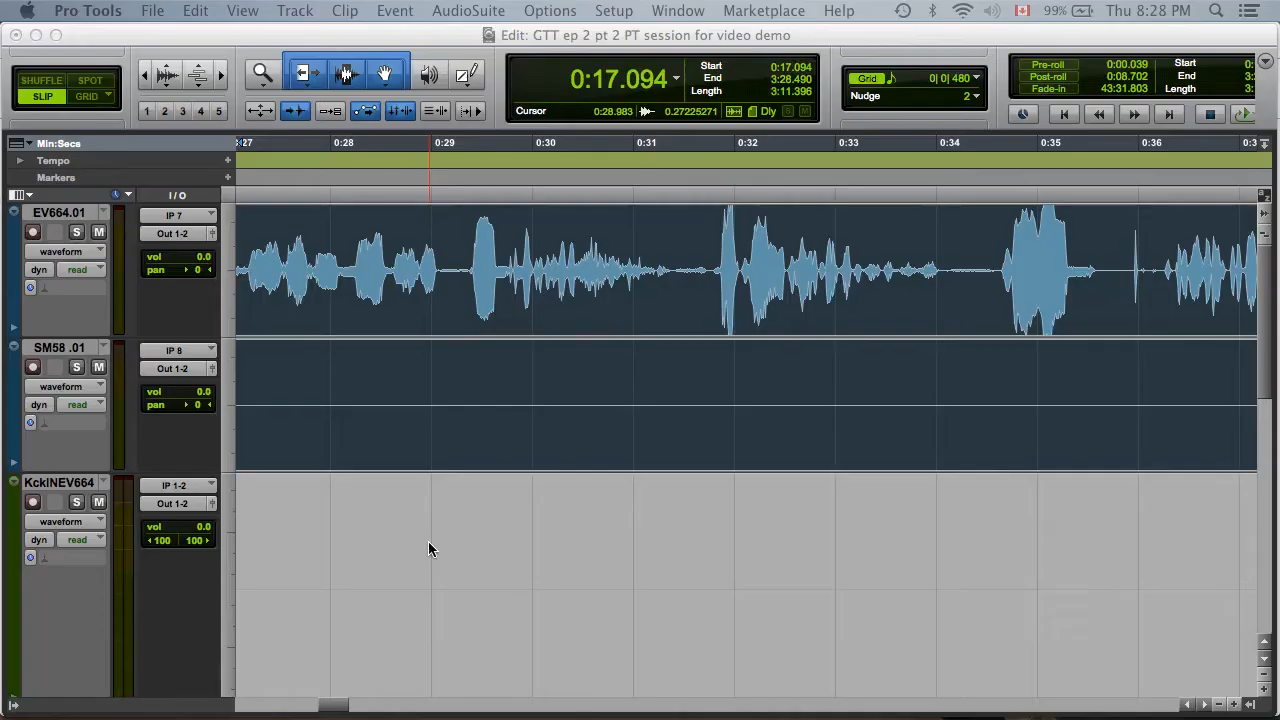 Pro Tools File Edit View Track Clip Event AudioSuite Options Setup Window Marketplace Help 99% Thu 8:28 PM
Edit: GTT ep 2 pt 2 PT session for video demo
SHUFFLE SPOT
SLIP GRID
1 2 3 4 5
0:17.094
Start 0:17.094
End 3:28.490
Length 3:11.396
Cursor 0:28.983 0.27225271 Dly S M
Grid 0| 0| 480
Nudge 2
Pre-roll 0:00.039
Post-roll 0:08.702
Fade-in 43:31.803
Start 0:
End 3:
Length 3:
Min:Secs
:27 0:28 0:29 0:30 0:31 0:32 0:33 0:34 0:35 0:36 0:3
Tempo
Markers
I / O
EV664.01
S M
waveform
dyn read
IP 7
Out 1-2
vol 0.0
pan 0
SM58 .01
S M
waveform
dyn read
IP 8
Out 1-2
vol 0.0
pan 0
KckINEV664
S M
waveform
dyn read
IP 1-2
Out 1-2
vol 0.0
100 100